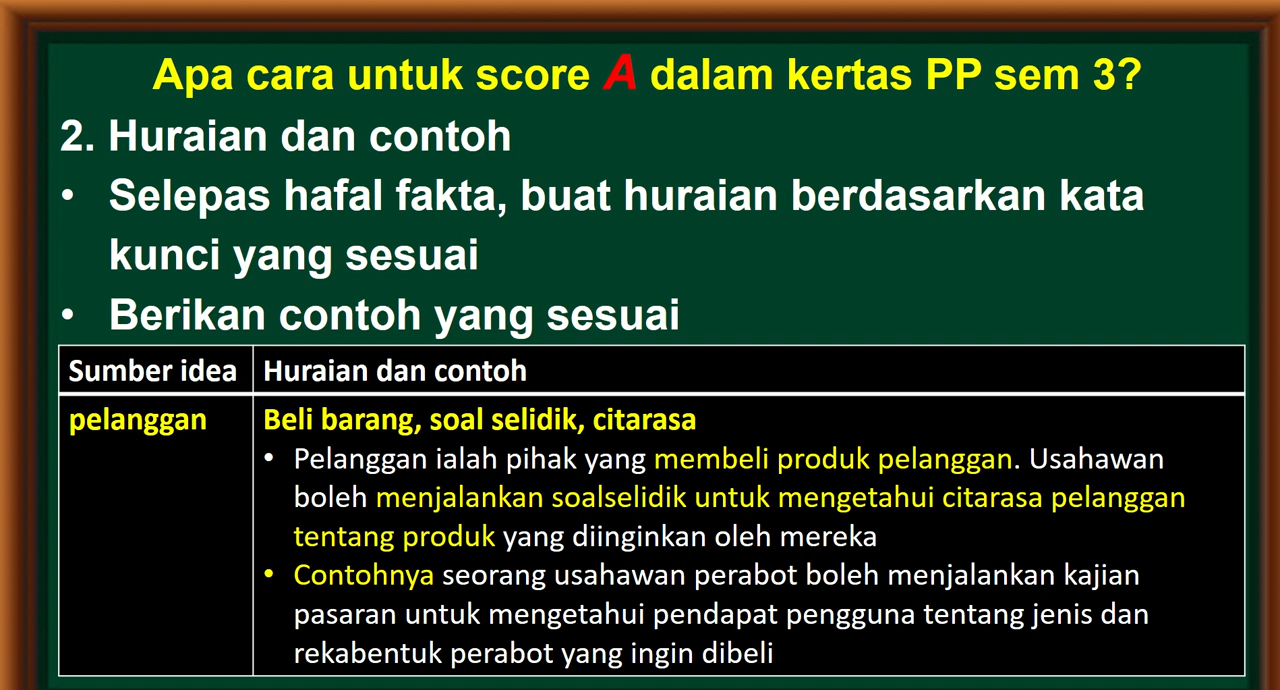 Apa cara untuk score A dalam kertas PP sem 3?
2. Huraian dan contoh
• Selepas hafal fakta, buat huraian berdasarkan kata
kunci yang sesuai
• Berikan contoh yang sesuai
Sumber idea
Huraian dan contoh
pelanggan
Beli barang, soal selidik, citarasa
• Pelanggan ialah pihak yang membeli produk pelanggan. Usahawan
boleh menjalankan soalselidik untuk mengetahui citarasa pelanggan
tentang produk yang diinginkan oleh mereka
• Contohnya seorang usahawan perabot boleh menjalankan kajian
pasaran untuk mengetahui pendapat pengguna tentang jenis dan
rekabentuk perabot yang ingin dibeli